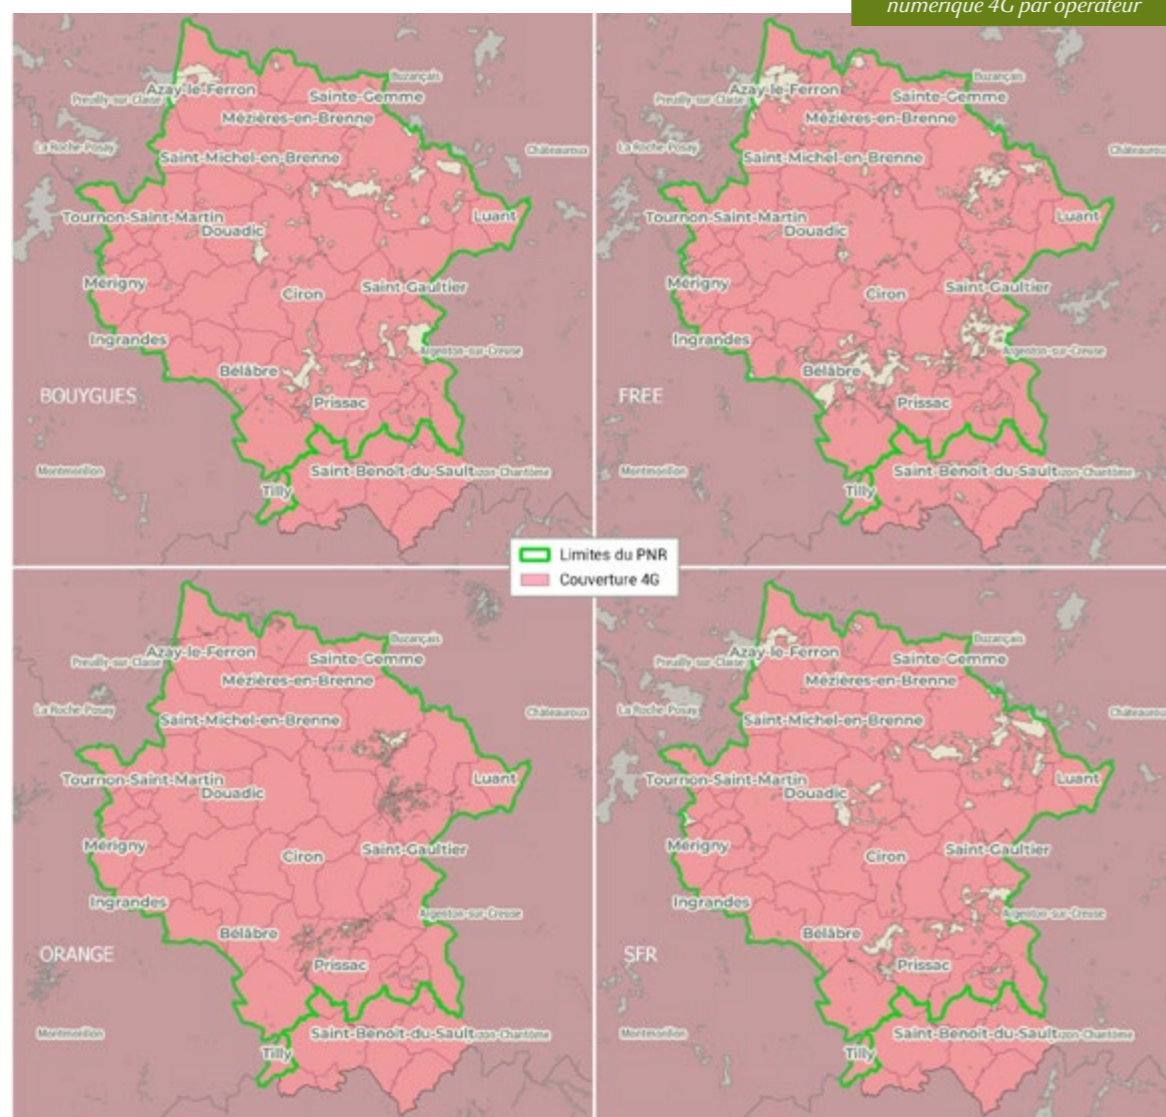 numérique 4G par opérateur
Buzançais
Azay-le-Ferron
Preuilly-sur-Claise
Sainte-Gemme
Mézières-en-Brenne
La Roche-Posay
Châteauroux
Saint-Michel-en-Brenne
Tournon-Saint-Martin
Luant
Douadic
Mérigny
Saint-Gaultier
Ciron
Ingrandes
Argenton-sur-Creuse
Bélâbre
BOUYGUES
Prissac
Montmorillon
Saint-Benoît-du-Sault
uzon-Chantôme
Tilly
Buzançais
Azay-le-Ferron
Preuilly-sur-Claise
Sainte-Gemme
Mézières-en-Brenne
La Roche-Posay
Châteauroux
Saint-Michel-en-Brenne
Tournon-Saint-Martin
Luant
Douadic
Mérigny
Saint-Gaultier
Ciron
Ingrandes
Argenton-sur-Creuse
Bélâbre
FREE
Prissac
Montmorillon
Saint-Benoît-du-Sault
uzon-Chantôme
Tilly
Limites du PNR
Couverture 4G
Buzançais
Azay-le-Ferron
Preuilly-sur-Claise
Sainte-Gemme
Mézières-en-Brenne
La Roche-Posay
Châteauroux
Saint-Michel-en-Brenne
Tournon-Saint-Martin
Luant
Douadic
Mérigny
Saint-Gaultier
Ciron
Ingrandes
Argenton-sur-Creuse
Bélâbre
ORANGE
Prissac
Montmorillon
Saint-Benoît-du-Sault
uzon-Chantôme
Tilly
Buzançais
Azay-le-Ferron
Preuilly-sur-Claise
Sainte-Gemme
Mézières-en-Brenne
La Roche-Posay
Châteauroux
Saint-Michel-en-Brenne
Tournon-Saint-Martin
Luant
Douadic
Mérigny
Saint-Gaultier
Ciron
Ingrandes
Argenton-sur-Creuse
Bélâbre
SFR
Prissac
Montmorillon
Saint-Benoît-du-Sault
uzon-Chantôme
Tilly